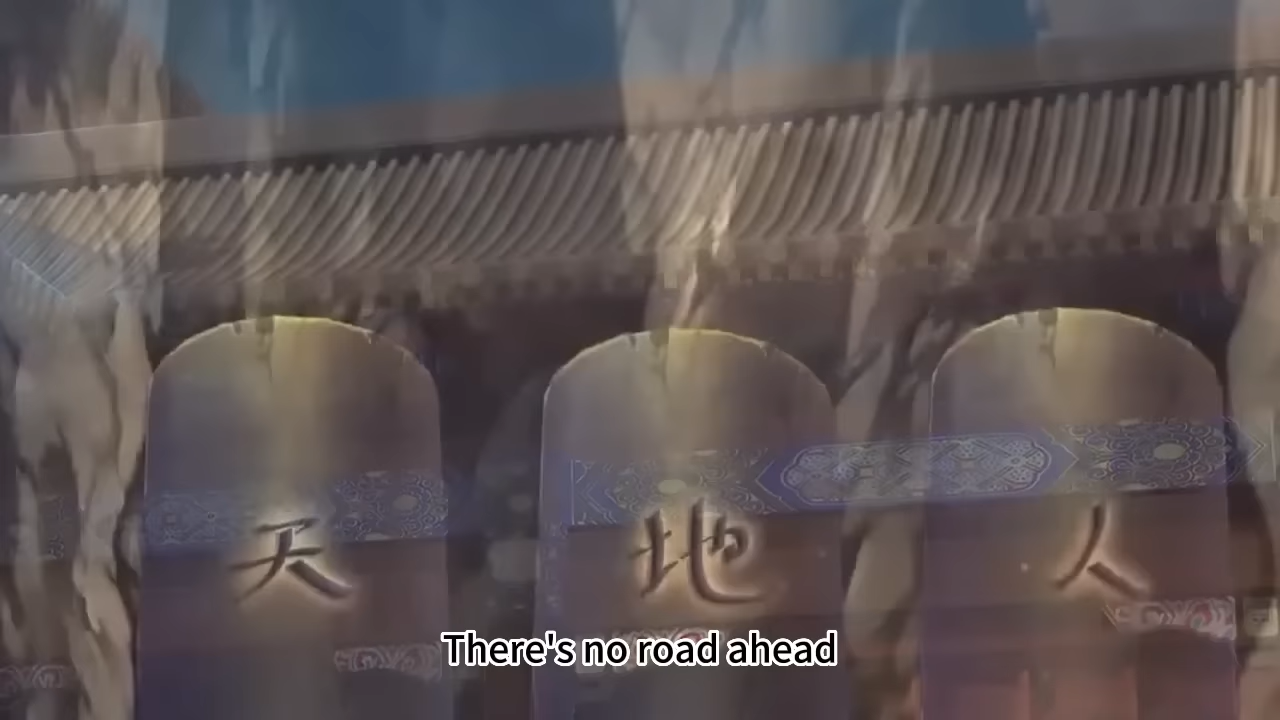 天 地 人
There's no road ahead